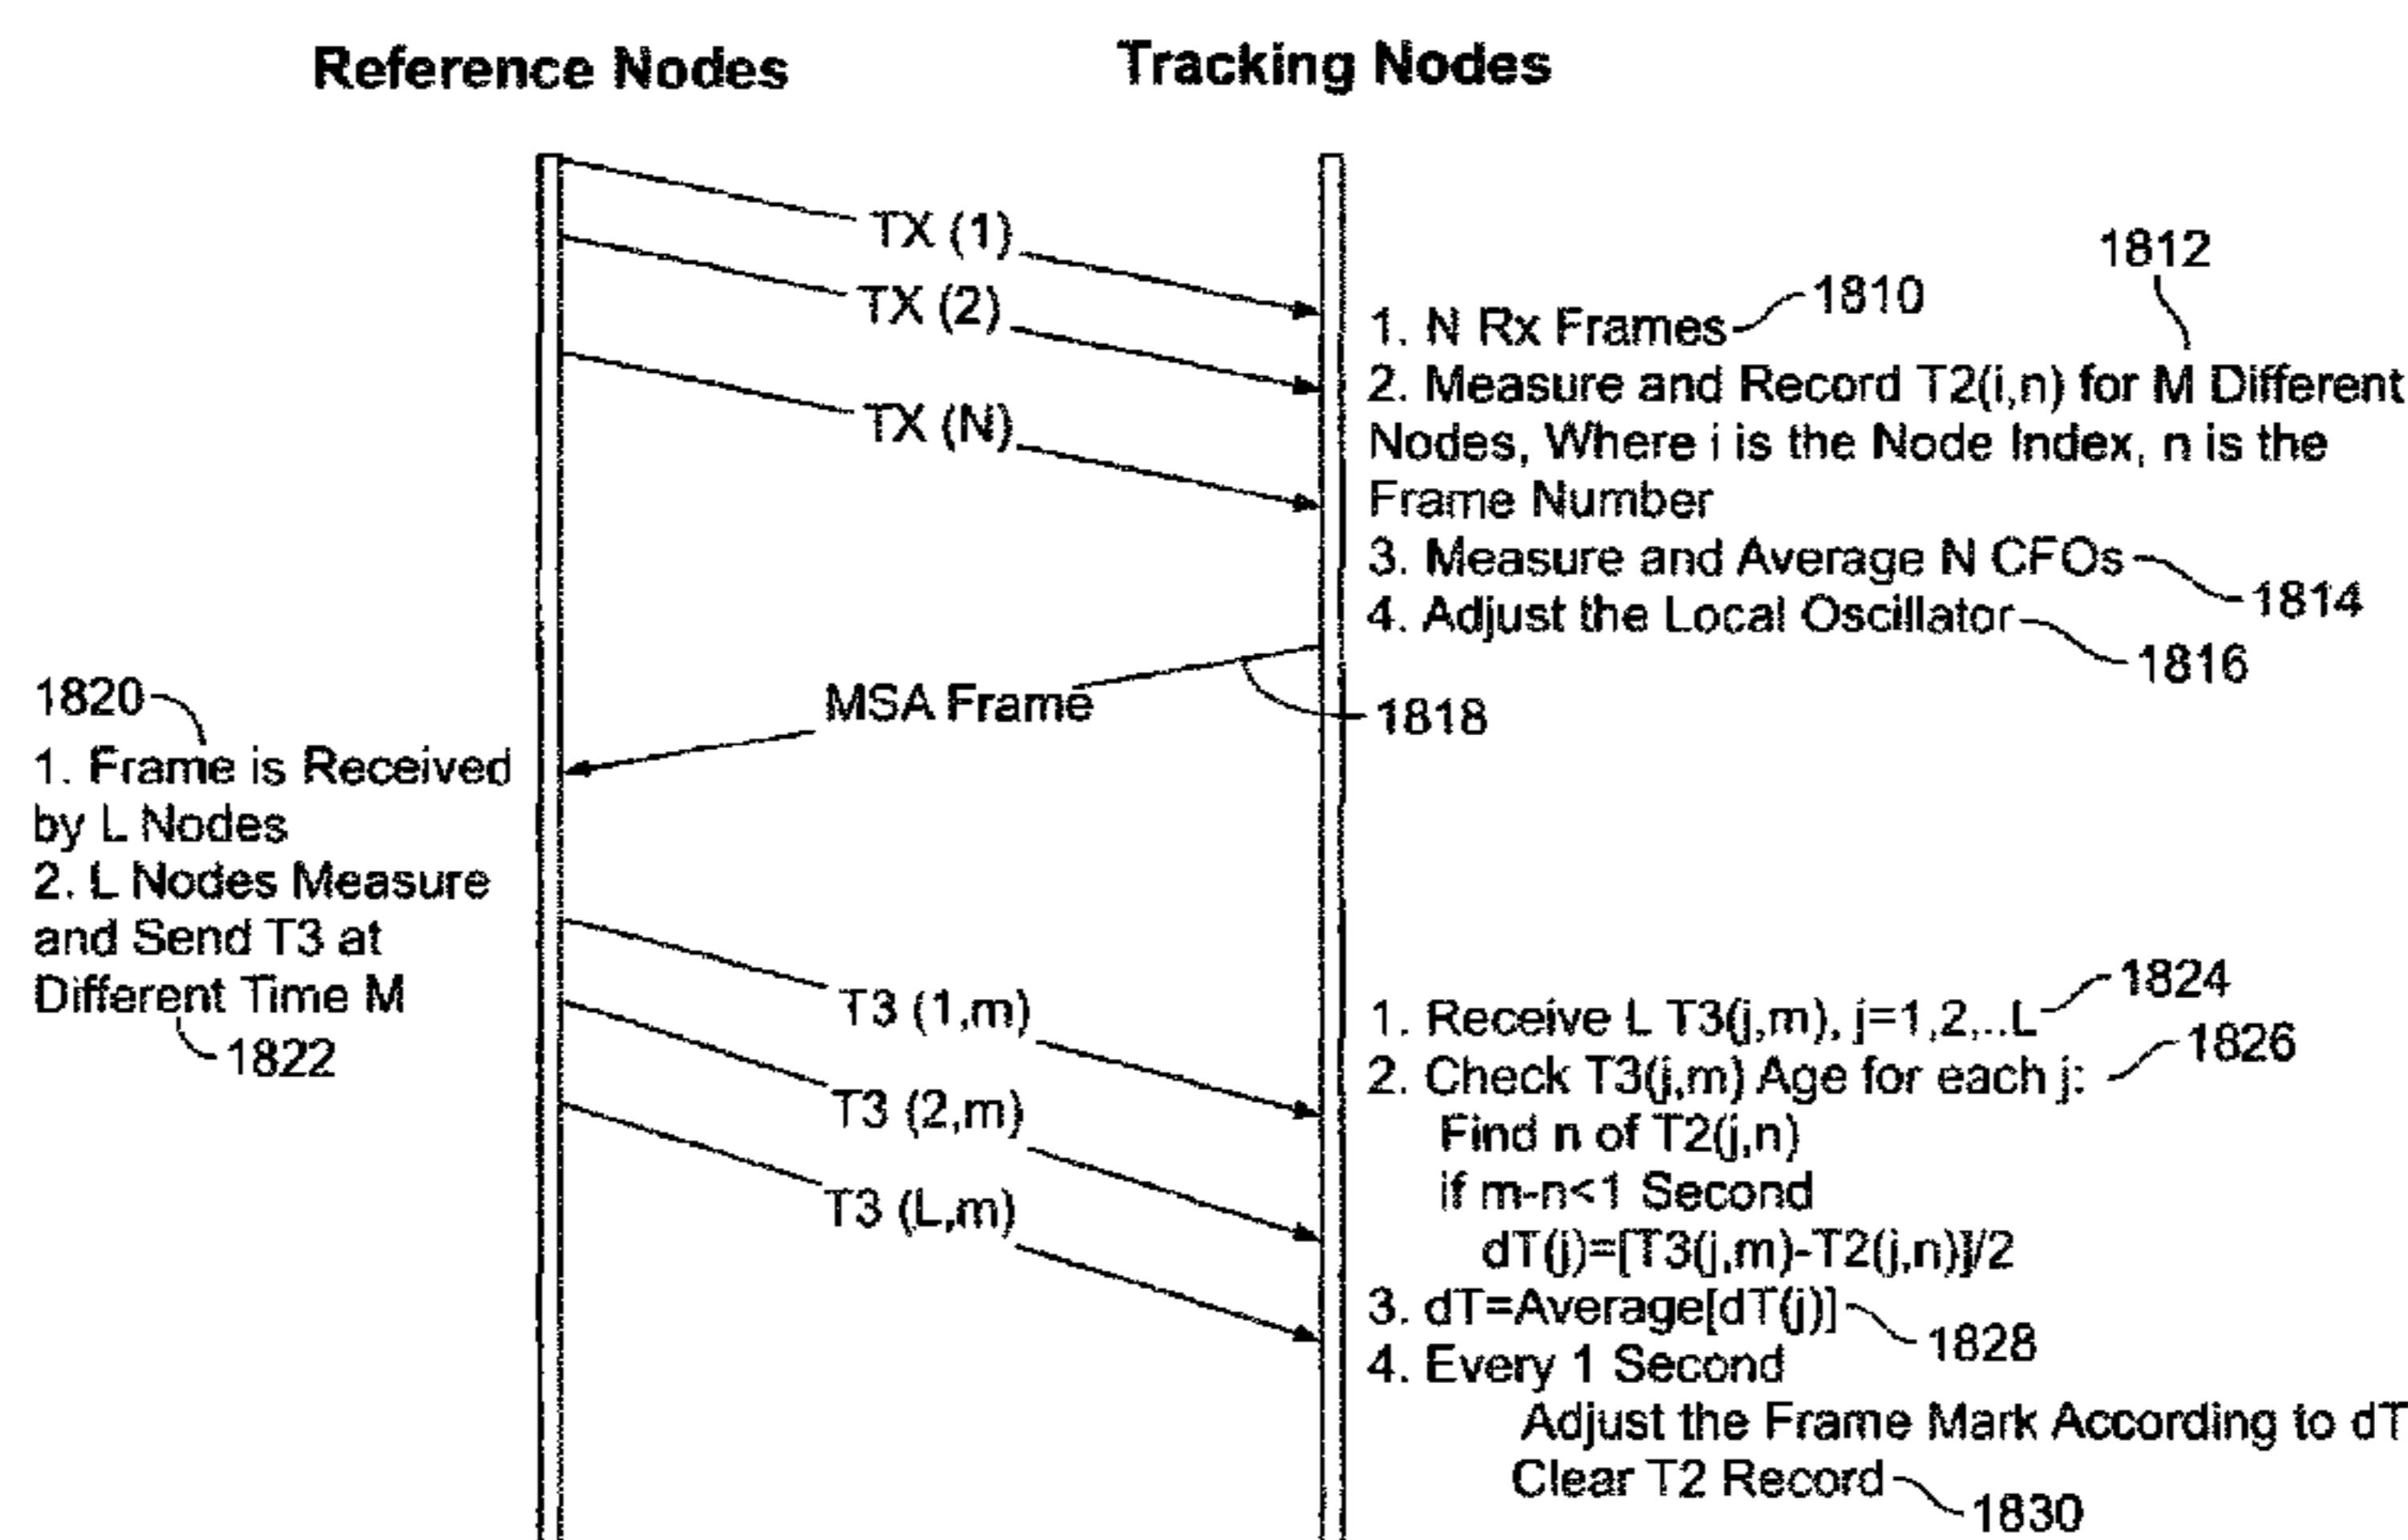 Reference Nodes
Tracking Nodes
TX (1)
TX (2)
TX (N)
1812
1. N Rx Frames
1810
2. Measure and Record T2(i,n) for M Different
Nodes, Where i is the Node Index, n is the
Frame Number
3. Measure and Average N CFOs
1814
4. Adjust the Local Oscillator
1816
MSA Frame
1818
1820
1. Frame is Received
by L Nodes
2. L Nodes Measure
and Send T3 at
Different Time M
1822
T3 (1,m)
T3 (2,m)
T3 (L,m)
1. Receive L T3(j,m), j=1,2,..L
1824
2. Check T3(j,m) Age for each j:
1826
Find n of T2(j,n)
if m-n<1 Second
dT(j)=[T3(j,m)-T2(j,n)]/2
3. dT=Average[dT(j)]
1828
4. Every 1 Second
Adjust the Frame Mark According to dT
Clear T2 Record
1830